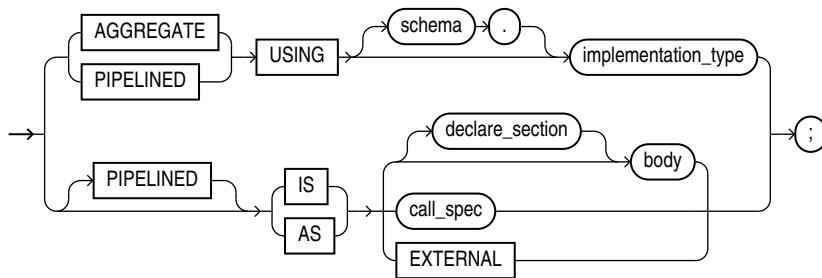 AGGREGATE
PIPELINED
USING
schema
.
implementation_type
;
PIPELINED
IS
AS
declare_section
body
call_spec
EXTERNAL